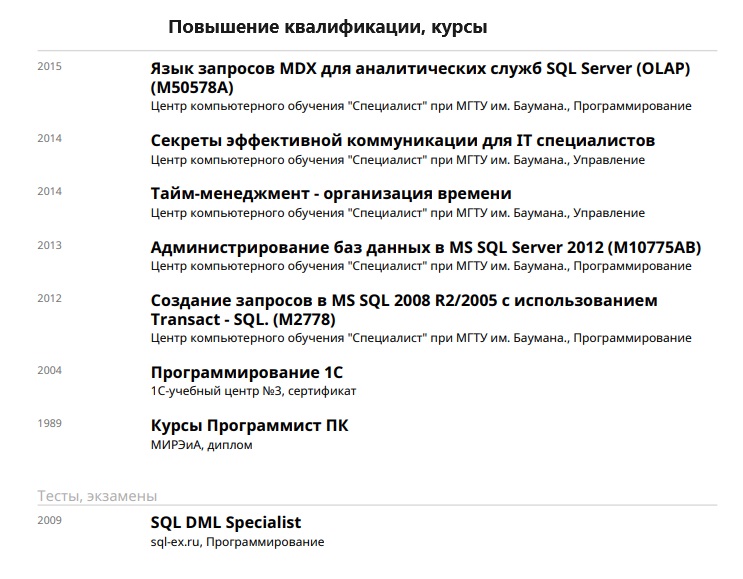 Повышение квалификации, курсы
2015
Язык запросов MDX для аналитических служб SQL Server (OLAP)
(M50578A)
Центр компьютерного обучения "Специалист" при МГТУ им. Баумана., Программирование
2014
Секреты эффективной коммуникации для IT специалистов
Центр компьютерного обучения "Специалист" при МГТУ им. Баумана., Управление
2014
Тайм-менеджмент - организация времени
Центр компьютерного обучения "Специалист" при МГТУ им. Баумана., Управление
2013
Администрирование баз данных в MS SQL Server 2012 (M10775AB)
Центр компьютерного обучения "Специалист" при МГТУ им. Баумана., Программирование
2012
Создание запросов в MS SQL 2008 R2/2005 с использованием
Transact - SQL. (M2778)
Центр компьютерного обучения "Специалист" при МГТУ им. Баумана., Программирование
2004
Программирование 1С
1С-учебный центр №3, сертификат
1989
Курсы Программист ПК
МИРЭиА, диплом
Тесты, экзамены
2009
SQL DML Specialist
sql-ex.ru, Программирование